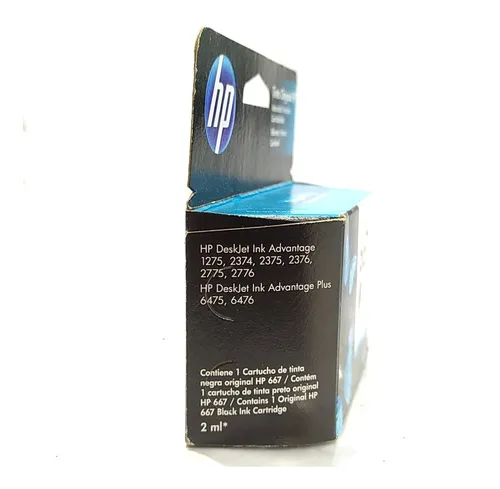 hp
HP DeskJet Ink Advantage
1275, 2374, 2375, 2376,
2775, 2776
HP DeskJet Ink Advantage Plus
6475, 6476
Contiene 1 Cartucho de tinta
negra original HP 667 / Contém
1 cartucho de tinta preto original
HP 667 / Contains 1 Original HP
667 Black Ink Cartridge
2 ml*